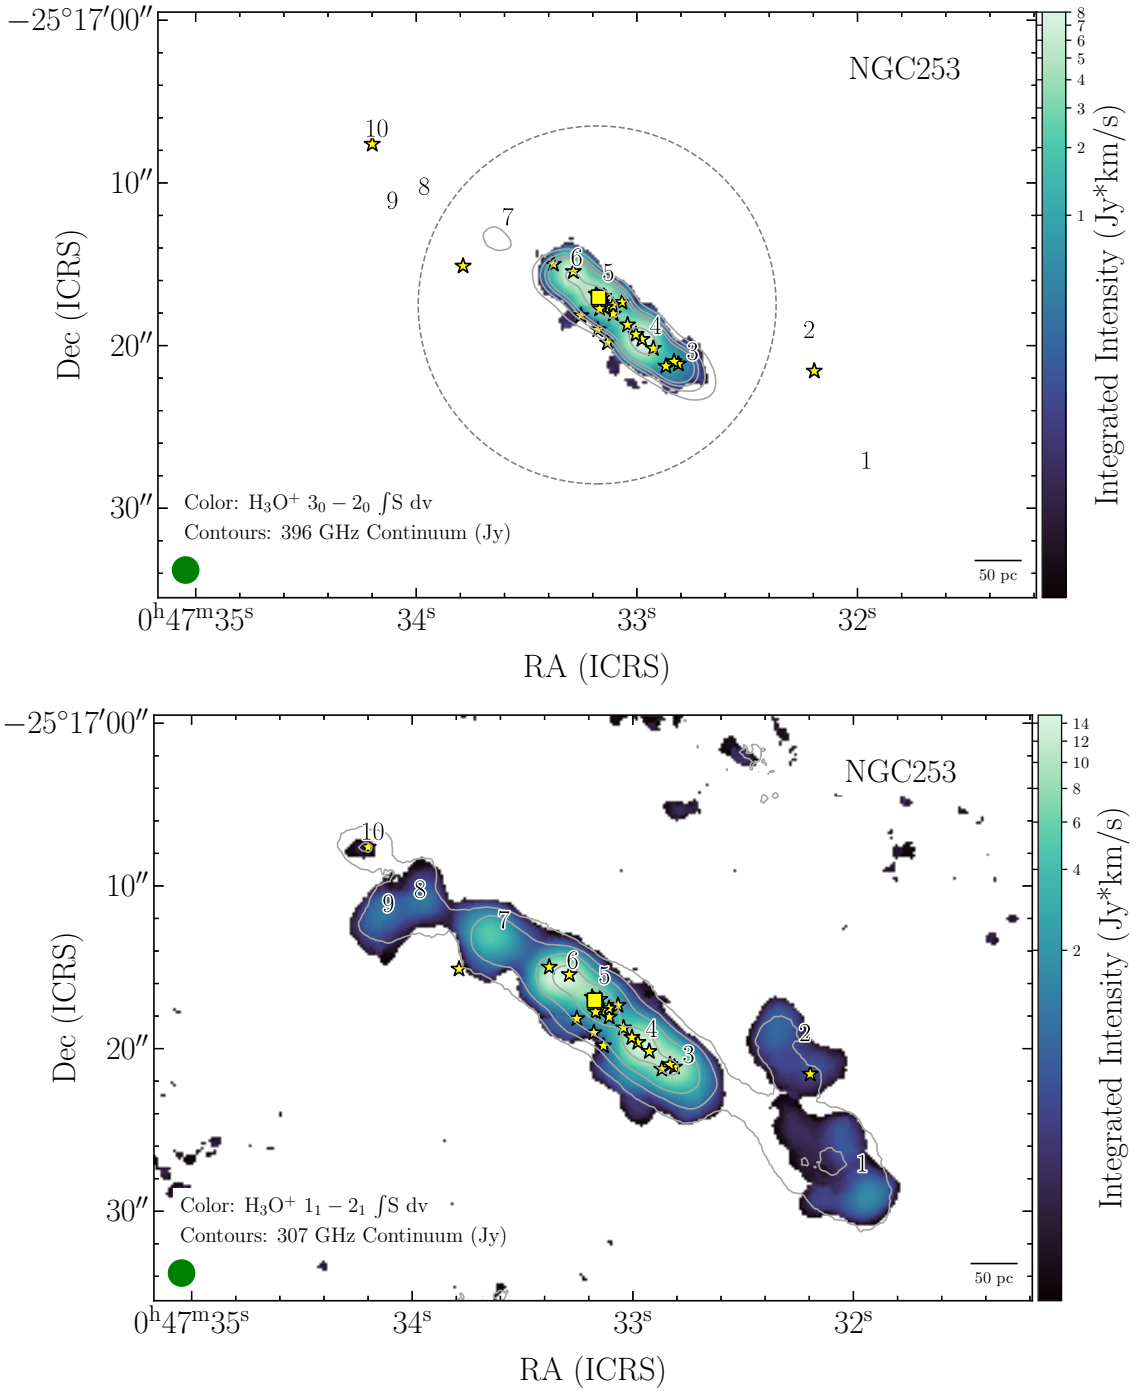 −25°17′00″
NGC253
10
9
8
7
6
5
4
3
2
1
10″
20″
30″
Dec (ICRS)
Color: H₃O⁺ 3₀ − 2₀ ∫S dv
Contours: 396 GHz Continuum (Jy)
50 pc
0ʰ47ᵐ35ˢ
34ˢ
33ˢ
32ˢ
RA (ICRS)
8
7
6
5
4
3
2
1
Integrated Intensity (Jy*km/s)
−25°17′00″
NGC253
10
9
8
7
6
5
4
3
2
1
10″
20″
30″
Dec (ICRS)
Color: H₃O⁺ 1₁ − 2₁ ∫S dv
Contours: 307 GHz Continuum (Jy)
50 pc
0ʰ47ᵐ35ˢ
34ˢ
33ˢ
32ˢ
RA (ICRS)
14
12
10
8
6
4
2
Integrated Intensity (Jy*km/s)